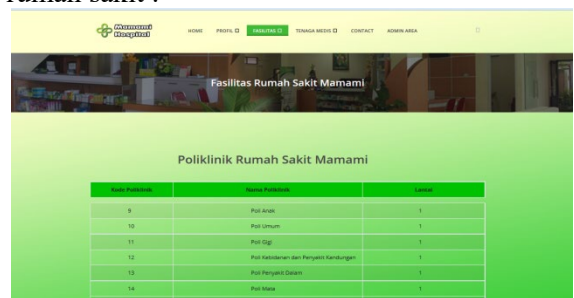 rumah sakit :
Mamami
Hospital
HOME PROFIL FASILITAS TENAGA MEDIS CONTACT ADMIN AREA
Fasilitas Rumah Sakit Mamami
Poliklinik Rumah Sakit Mamami
Kode Poliklinik Nama Poliklinik Lantai
9 Poli Anak 1
10 Poli Umum 1
11 Poli Gigi 1
12 Poli Kebidanan dan Penyakit Kandungan 1
13 Poli Penyakit Dalam 1
14 Poli Mata 1